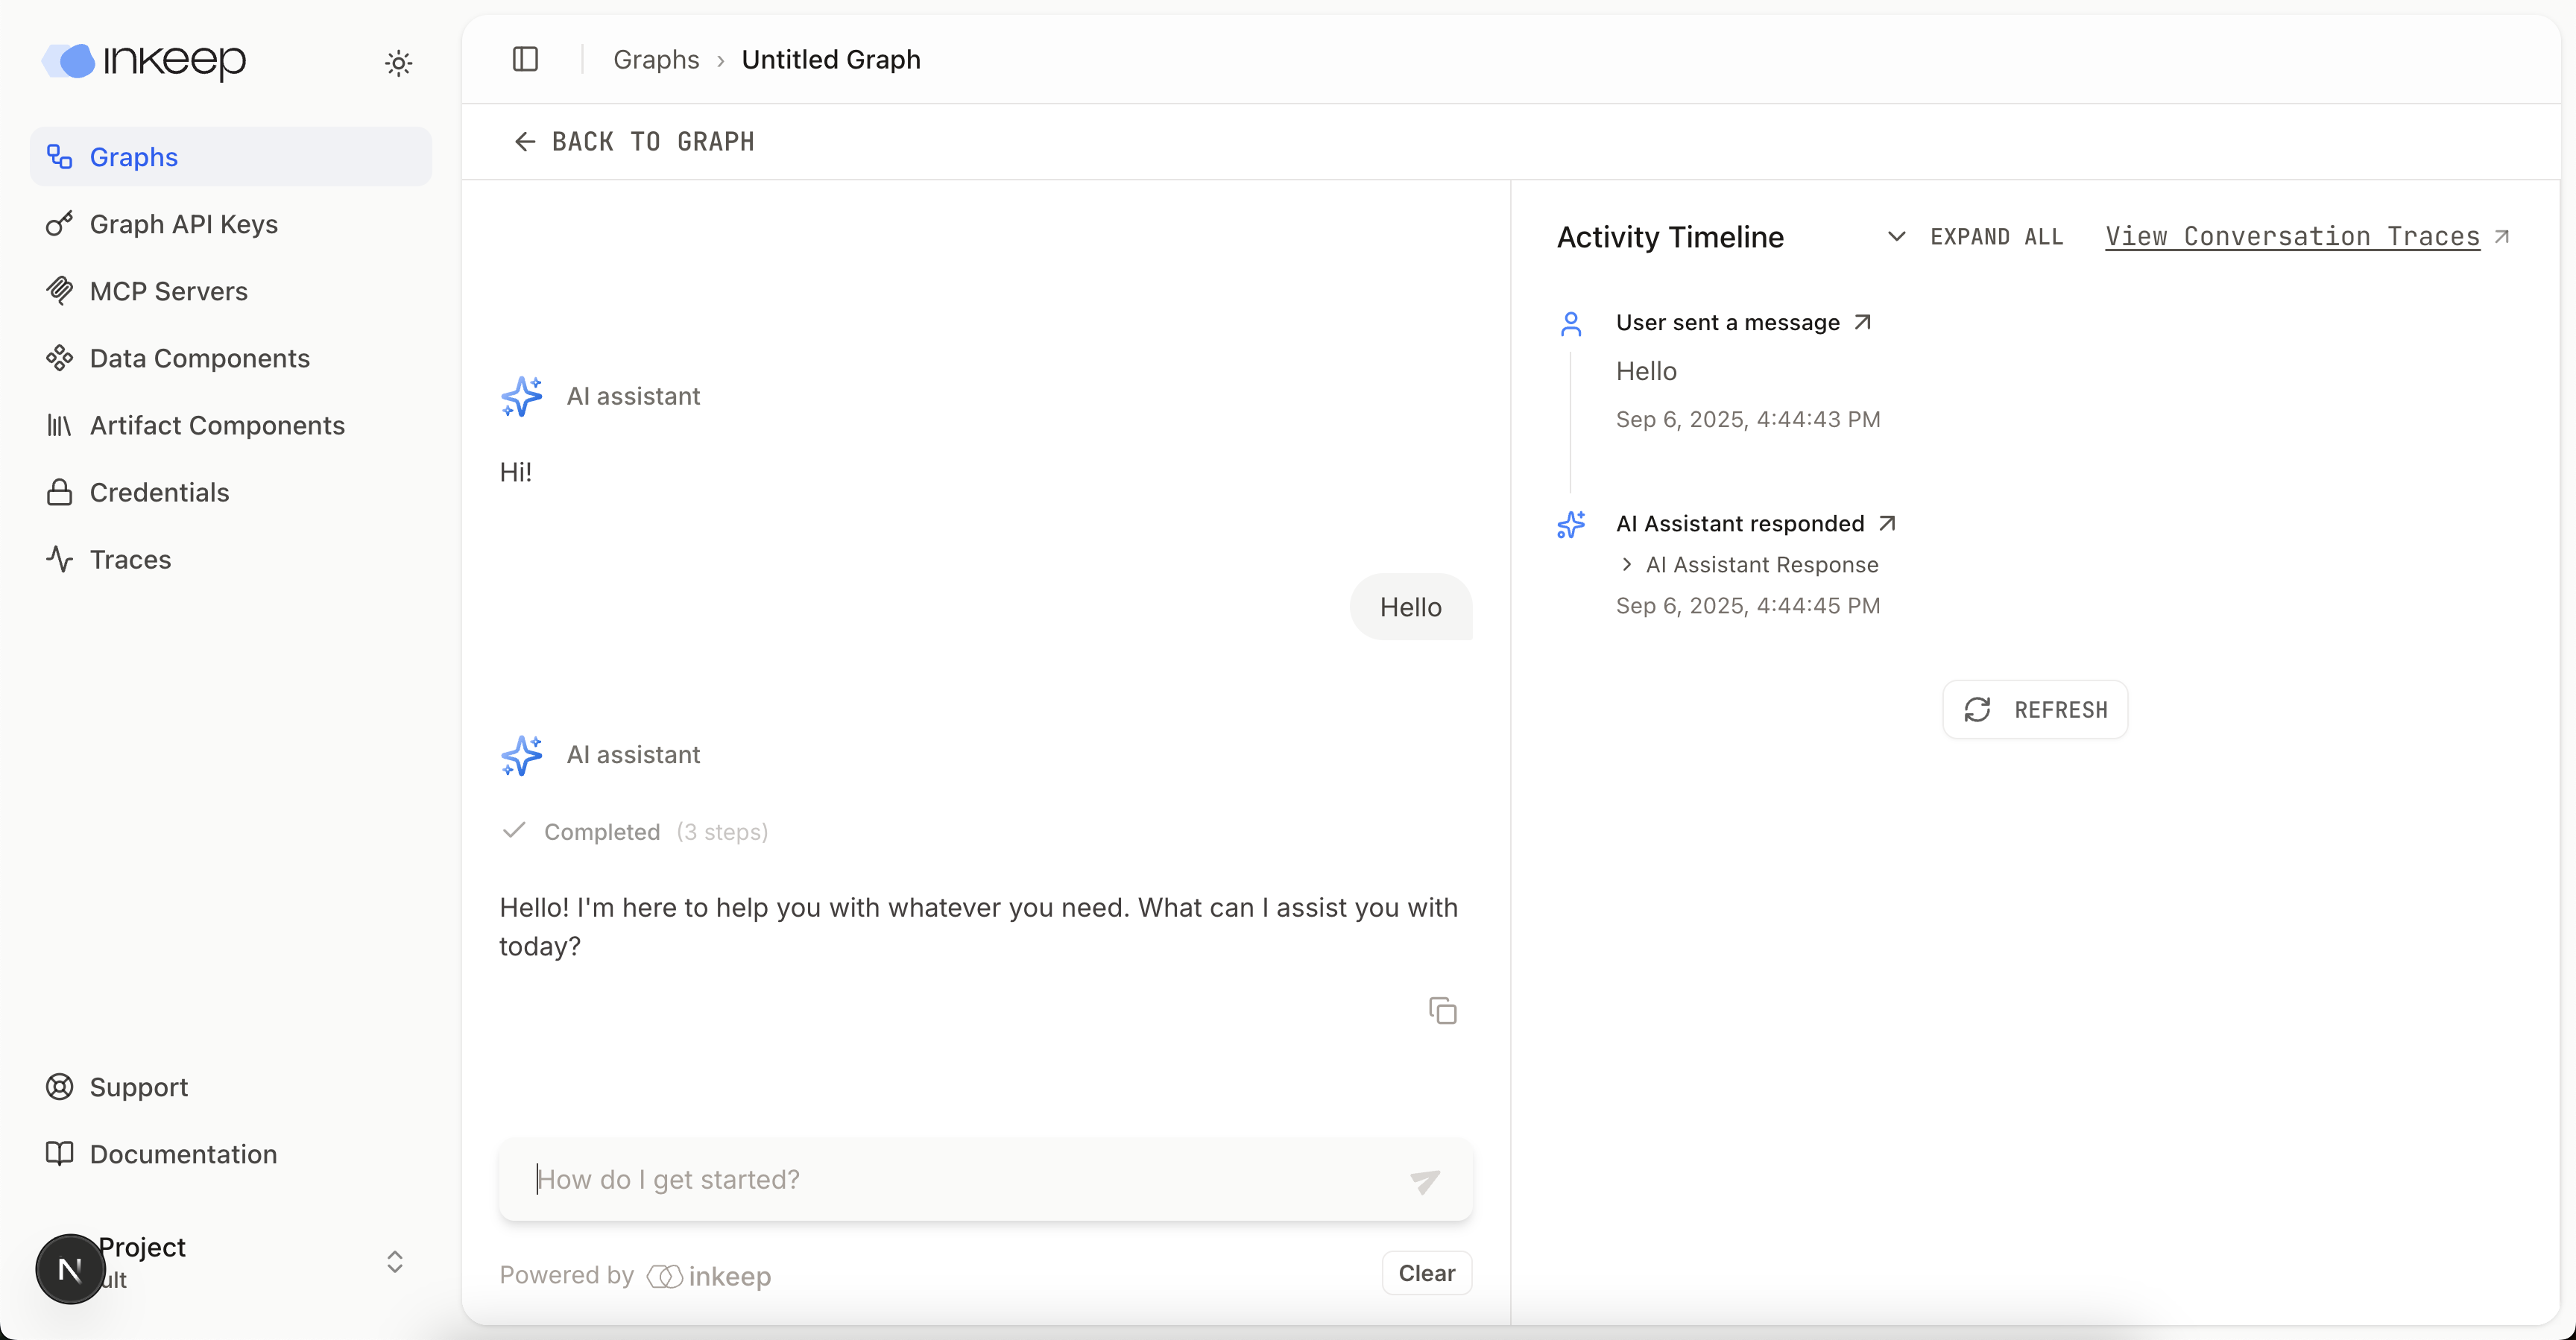 inkeep
Graphs
Graph API Keys
MCP Servers
Data Components
Artifact Components
Credentials
Traces
Support
Documentation
Project
ult
N
Graphs › Untitled Graph
BACK TO GRAPH
AI assistant
Hi!
Hello
AI assistant
Completed (3 steps)
Hello! I'm here to help you with whatever you need. What can I assist you with
today?
How do I get started?
Powered by inkeep
Clear
Activity Timeline
EXPAND ALL
View Conversation Traces
User sent a message
Hello
Sep 6, 2025, 4:44:43 PM
AI Assistant responded
AI Assistant Response
Sep 6, 2025, 4:44:45 PM
REFRESH